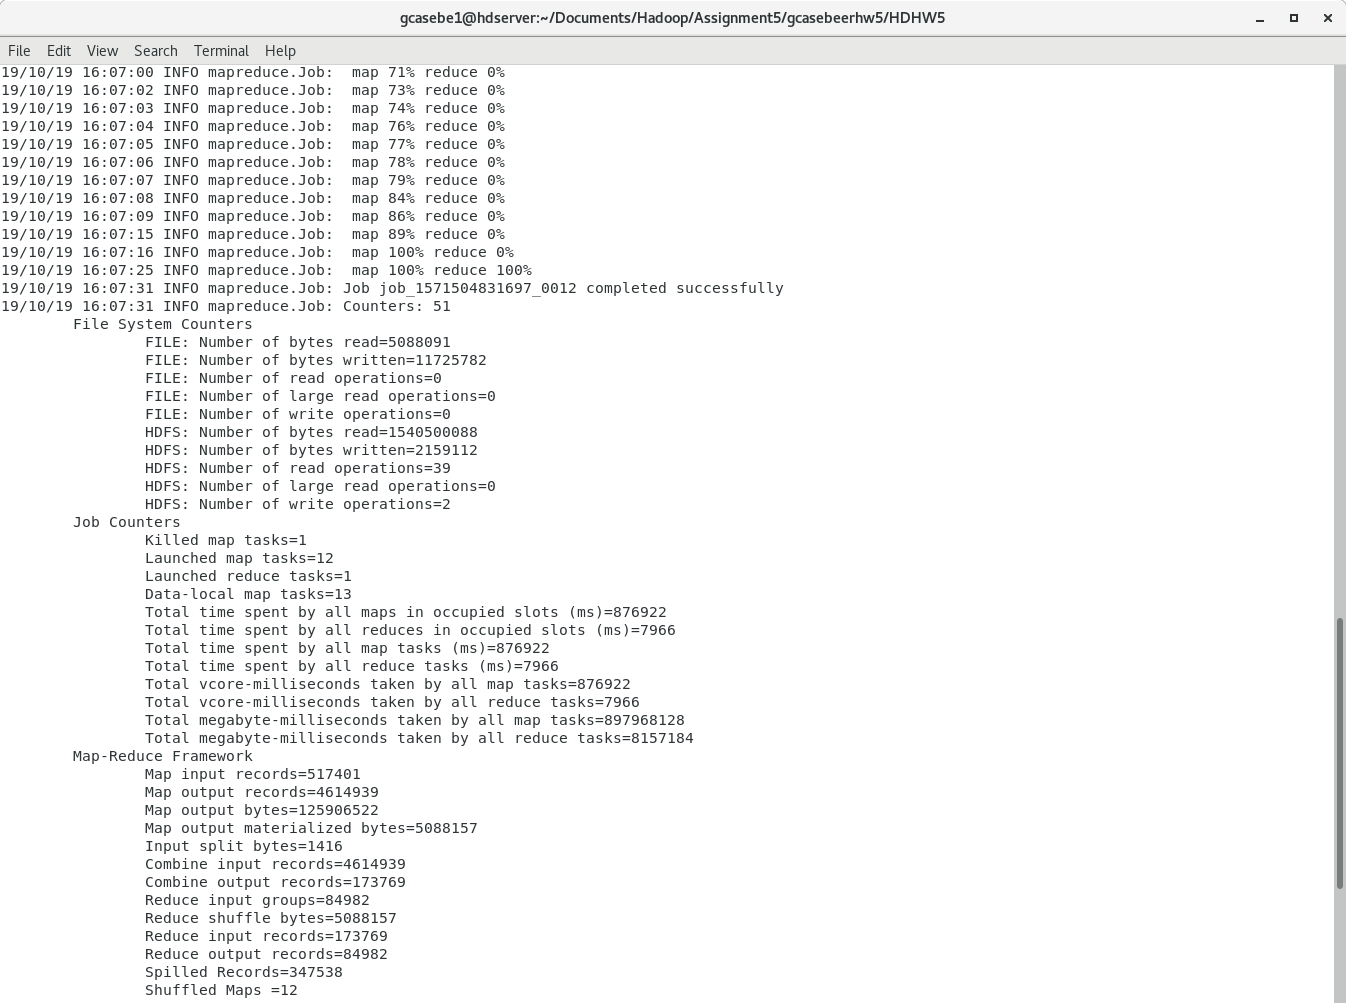 gcasebe1@hdserver:~/Documents/Hadoop/Assignment5/gcasebeerhw5/HDHW5
File Edit View Search Terminal Help
19/10/19 16:07:00 INFO mapreduce.Job:  map 71% reduce 0%
19/10/19 16:07:02 INFO mapreduce.Job:  map 73% reduce 0%
19/10/19 16:07:03 INFO mapreduce.Job:  map 74% reduce 0%
19/10/19 16:07:04 INFO mapreduce.Job:  map 76% reduce 0%
19/10/19 16:07:05 INFO mapreduce.Job:  map 77% reduce 0%
19/10/19 16:07:06 INFO mapreduce.Job:  map 78% reduce 0%
19/10/19 16:07:07 INFO mapreduce.Job:  map 79% reduce 0%
19/10/19 16:07:08 INFO mapreduce.Job:  map 84% reduce 0%
19/10/19 16:07:09 INFO mapreduce.Job:  map 86% reduce 0%
19/10/19 16:07:15 INFO mapreduce.Job:  map 89% reduce 0%
19/10/19 16:07:16 INFO mapreduce.Job:  map 100% reduce 0%
19/10/19 16:07:25 INFO mapreduce.Job:  map 100% reduce 100%
19/10/19 16:07:31 INFO mapreduce.Job: Job job_1571504831697_0012 completed successfully
19/10/19 16:07:31 INFO mapreduce.Job: Counters: 51
File System Counters
FILE: Number of bytes read=5088091
FILE: Number of bytes written=11725782
FILE: Number of read operations=0
FILE: Number of large read operations=0
FILE: Number of write operations=0
HDFS: Number of bytes read=1540500088
HDFS: Number of bytes written=2159112
HDFS: Number of read operations=39
HDFS: Number of large read operations=0
HDFS: Number of write operations=2
Job Counters
Killed map tasks=1
Launched map tasks=12
Launched reduce tasks=1
Data-local map tasks=13
Total time spent by all maps in occupied slots (ms)=876922
Total time spent by all reduces in occupied slots (ms)=7966
Total time spent by all map tasks (ms)=876922
Total time spent by all reduce tasks (ms)=7966
Total vcore-milliseconds taken by all map tasks=876922
Total vcore-milliseconds taken by all reduce tasks=7966
Total megabyte-milliseconds taken by all map tasks=897968128
Total megabyte-milliseconds taken by all reduce tasks=8157184
Map-Reduce Framework
Map input records=517401
Map output records=4614939
Map output bytes=125906522
Map output materialized bytes=5088157
Input split bytes=1416
Combine input records=4614939
Combine output records=173769
Reduce input groups=84982
Reduce shuffle bytes=5088157
Reduce input records=173769
Reduce output records=84982
Spilled Records=347538
Shuffled Maps =12